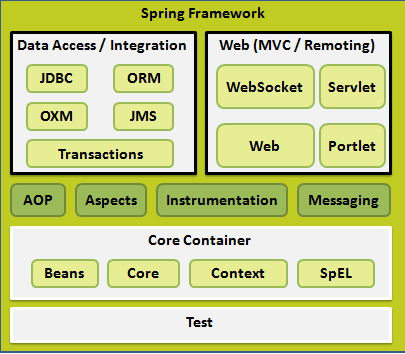 Spring Framework
Data Access / Integration
JDBC
ORM
OXM
JMS
Transactions
Web (MVC / Remoting)
WebSocket
Servlet
Web
Portlet
AOP
Aspects
Instrumentation
Messaging
Core Container
Beans
Core
Context
SpEL
Test